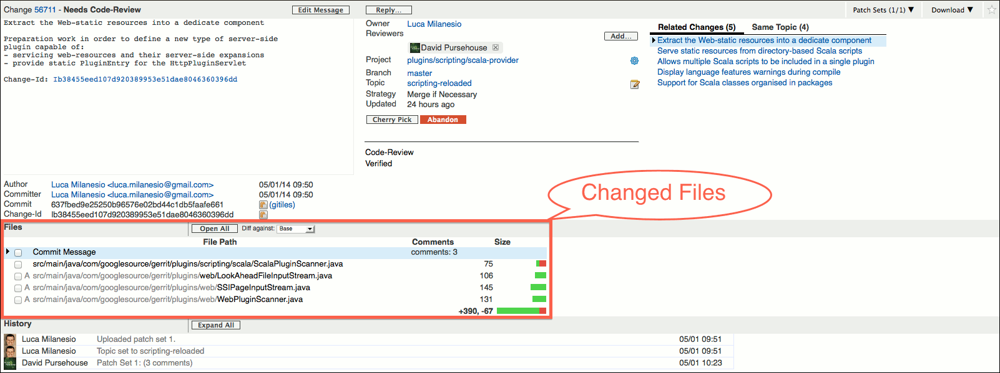 Change 56711 - Needs Code-Review
Edit Message
Reply...
Patch Sets (1/1) ▼
Download ▼
Extract the Web-static resources into a dedicate component
Preparation work in order to define a new type of server-side
plugin capable of:
- servicing web-resources and their server-side expansions
- provide static PluginEntry for the HttpPluginServlet
Change-Id: Ib38455eed107d920389953e51dae8046360396dd
Owner Luca Milanesio
Reviewers
Add...
David Pursehouse
Project plugins/scripting/scala-provider
Branch master
Topic scripting-reloaded
Strategy Merge if Necessary
Updated 24 hours ago
Cherry Pick Abandon
Code-Review
Verified
Related Changes (5) Same Topic (4)
Extract the Web-static resources into a dedicate component
Serve static resources from directory-based Scala scripts
Allows multiple Scala scripts to be included in a single plugin
Display language features warnings during compile
Support for Scala classes organised in packages
Author Luca Milanesio <luca.milanesio@gmail.com> 05/01/14 09:50
Committer Luca Milanesio <luca.milanesio@gmail.com> 05/01/14 09:50
Commit 637fbed9e25250b96576e02bd44c1db5faafe661 (gitiles)
Change-Id Ib38455eed107d920389953e51dae8046360396dd
Changed Files
Files Open All Diff against: Base
File Path Comments Size
Commit Message comments: 3
src/main/java/com/googlesource/gerrit/plugins/scripting/scala/ScalaPluginScanner.java 75
A src/main/java/com/googlesource/gerrit/plugins/web/LookAheadFileInputStream.java 106
A src/main/java/com/googlesource/gerrit/plugins/web/SSIPageInputStream.java 145
A src/main/java/com/googlesource/gerrit/plugins/web/WebPluginScanner.java 131
+390, -67
History Expand All
Luca Milanesio Uploaded patch set 1. 05/01 09:51
Luca Milanesio Topic set to scripting-reloaded 05/01 09:51
David Pursehouse Patch Set 1: (3 comments) 05/01 10:23